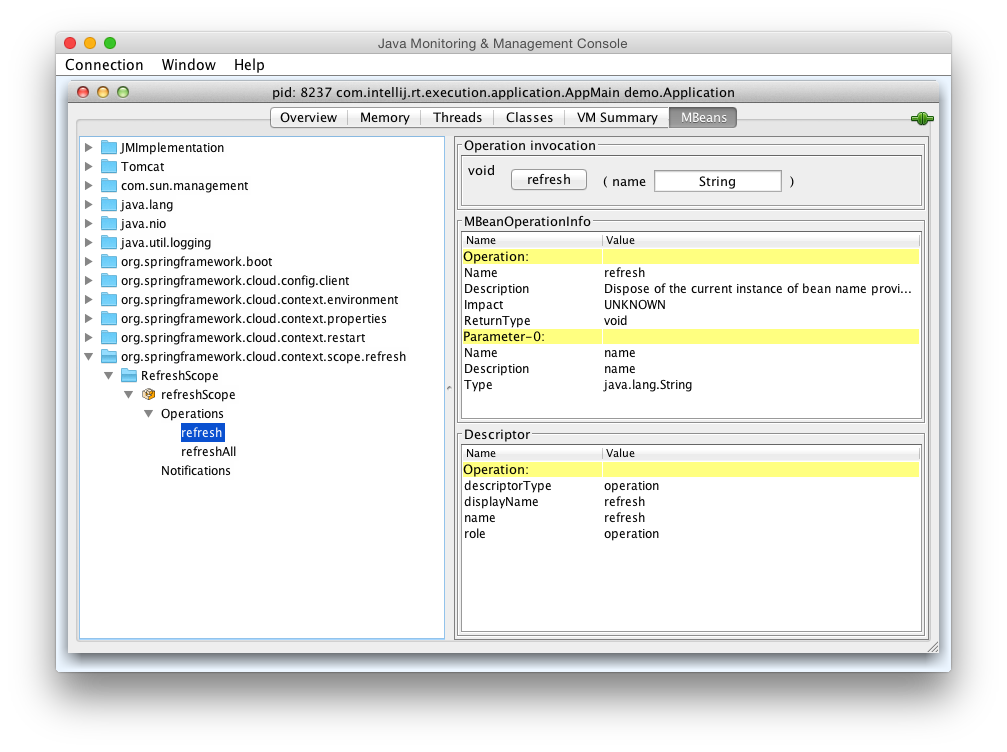 Java Monitoring & Management Console
Connection Window Help
pid: 8237 com.intellij.rt.execution.application.AppMain demo.Application
Overview Memory Threads Classes VM Summary MBeans
JMImplementation
Tomcat
com.sun.management
java.lang
java.nio
java.util.logging
org.springframework.boot
org.springframework.cloud.config.client
org.springframework.cloud.context.environment
org.springframework.cloud.context.properties
org.springframework.cloud.context.restart
org.springframework.cloud.context.scope.refresh
RefreshScope
refreshScope
Operations
refresh
refreshAll
Notifications
Operation invocation
void refresh ( name String )
MBeanOperationInfo
Name Value
Operation:
Name refresh
Description Dispose of the current instance of bean name provi...
Impact UNKNOWN
ReturnType void
Parameter-0:
Name name
Description name
Type java.lang.String
Descriptor
Name Value
Operation:
descriptorType operation
displayName refresh
name refresh
role operation